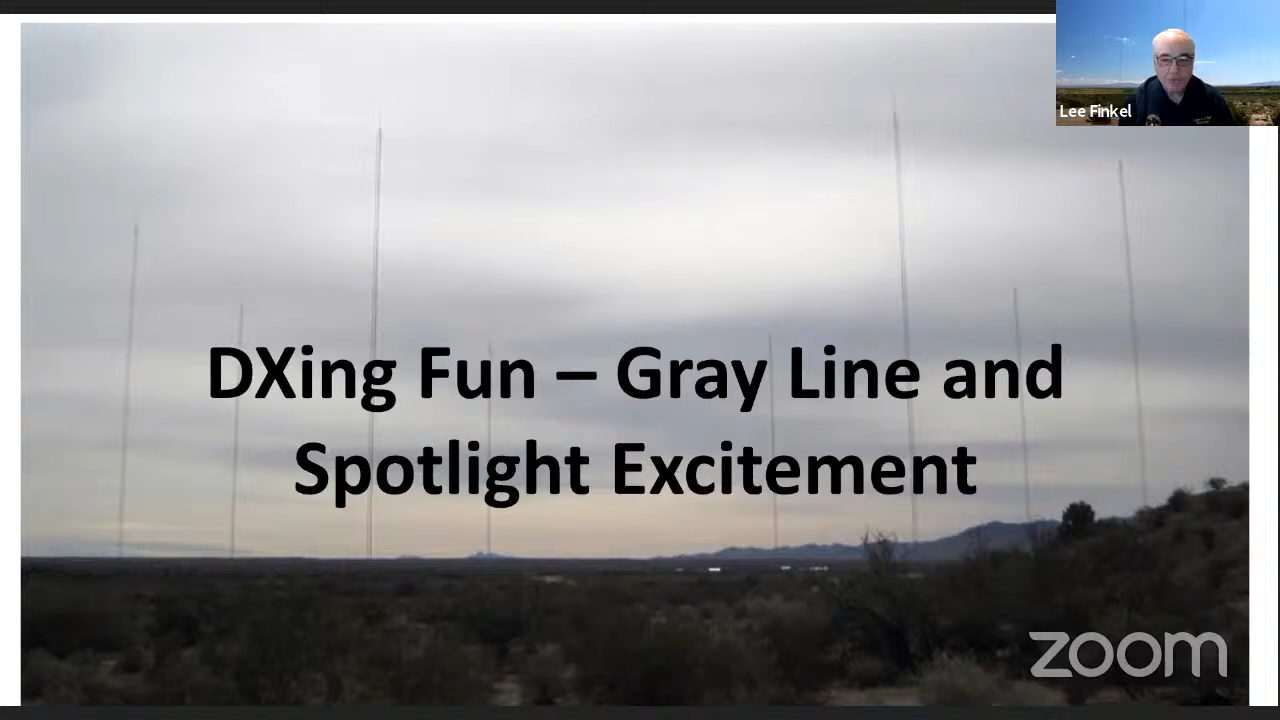 Lee Finkel
DXing Fun – Gray Line and
Spotlight Excitement
zoom